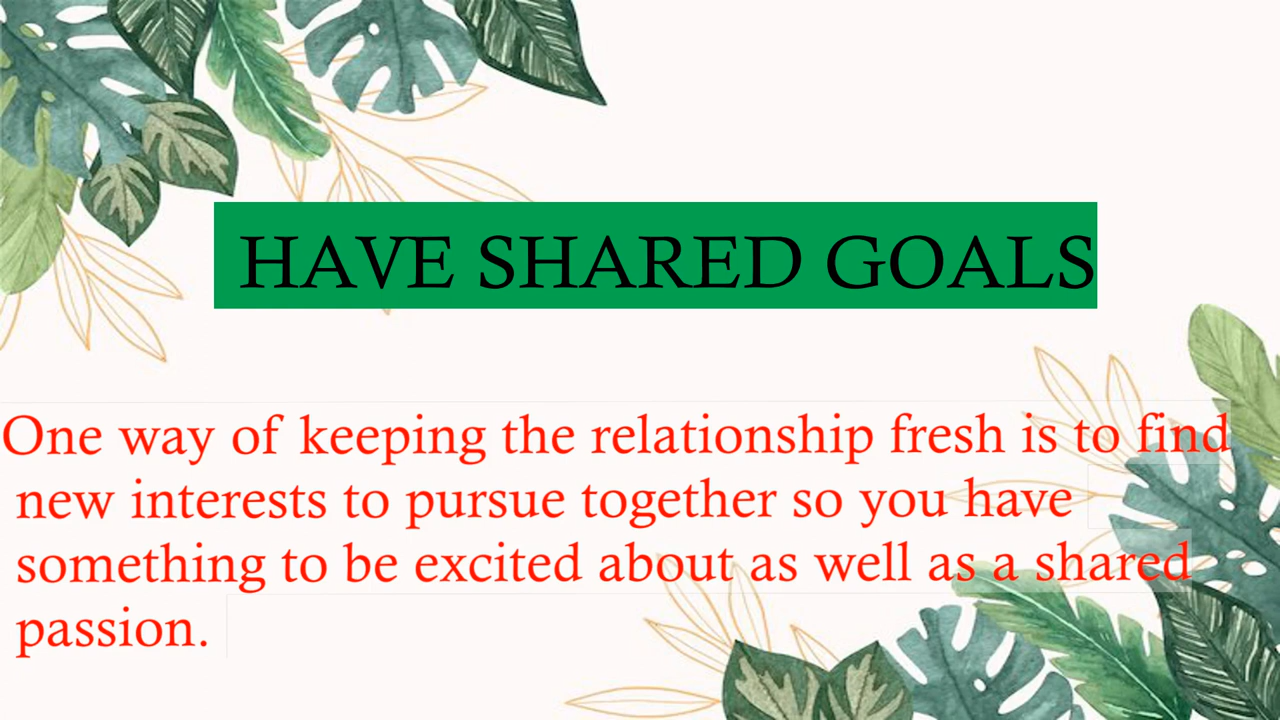 HAVE SHARED GOALS
One way of keeping the relationship fresh is to find
new interests to pursue together so you have
something to be excited about as well as a shared
passion.